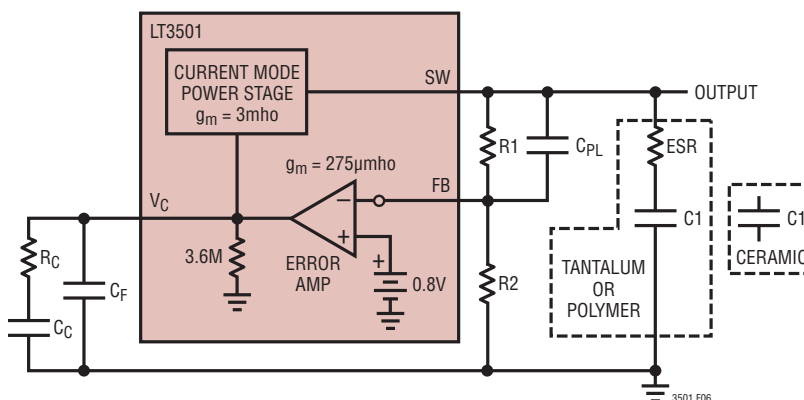 LT3501
CURRENT MODE
POWER STAGE
gm = 3mho
SW
OUTPUT
R1
CPL
ESR
gm = 275µmho
FB
VC
–
+
C1
C1
CERAMIC
RC
CF
CC
3.6M
ERROR
AMP
+
0.8V
R2
TANTALUM
OR
POLYMER
3501 F06